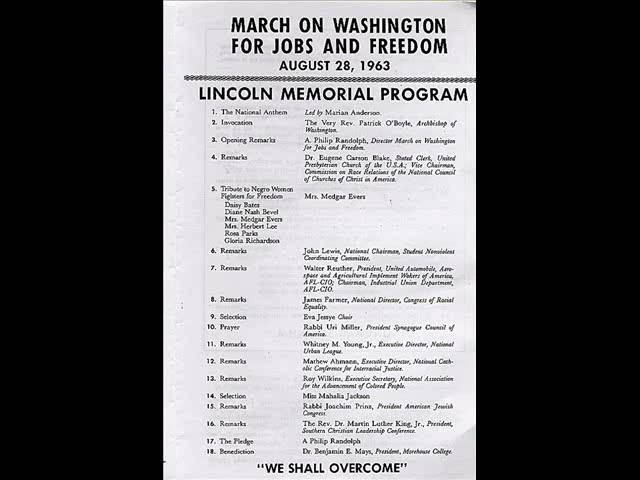 MARCH ON WASHINGTON
FOR JOBS AND FREEDOM
AUGUST 28, 1963
LINCOLN MEMORIAL PROGRAM
1. The National Anthem Led by Marian Anderson.
2. Invocation The Very Rev. Patrick O'Boyle, Archbishop of
Washington.
3. Opening Remarks A. Philip Randolph, Director March on Washington
for Jobs and Freedom.
4. Remarks Dr. Eugene Carson Blake, Stated Clerk, United
Presbyterian Church of the U.S.A.; Vice Chairman,
Commission on Race Relations of the National Council
of Churches of Christ in America.
5. Tribute to Negro Women
Fighters for Freedom Mrs. Medgar Evers
Daisy Bates
Diane Nash Bevel
Mrs. Medgar Evers
Mrs. Herbert Lee
Rosa Parks
Gloria Richardson
6. Remarks John Lewis, National Chairman, Student Nonviolent
Coordinating Committee.
7. Remarks Walter Reuther, President, United Automobile, Aero-
space and Agricultural Implement Wokers of America,
AFL-CIO; Chairman, Industrial Union Department,
AFL-CIO.
8. Remarks James Farmer, National Director, Congress of Racial
Equality.
9. Selection Eva Jessye Choir
10. Prayer Rabbi Uri Miller, President Synagogue Council of
America.
11. Remarks Whitney M. Young, Jr., Executive Director, National
Urban League.
12. Remarks Mathew Ahmann, Executive Director, National Cath-
olic Conference for Interracial Justice.
13. Remarks Roy Wilkins, Executive Secretary, National Association
for the Advancement of Colored People.
14. Selection Miss Mahalia Jackson
15. Remarks Rabbi Joachim Prinz, President American Jewish
Congress.
16. Remarks The Rev. Dr. Martin Luther King, Jr., President,
Southern Christian Leadership Conference.
17. The Pledge A Philip Randolph
18. Benediction Dr. Benjamin E. Mays, President, Morehouse College.
"WE SHALL OVERCOME"